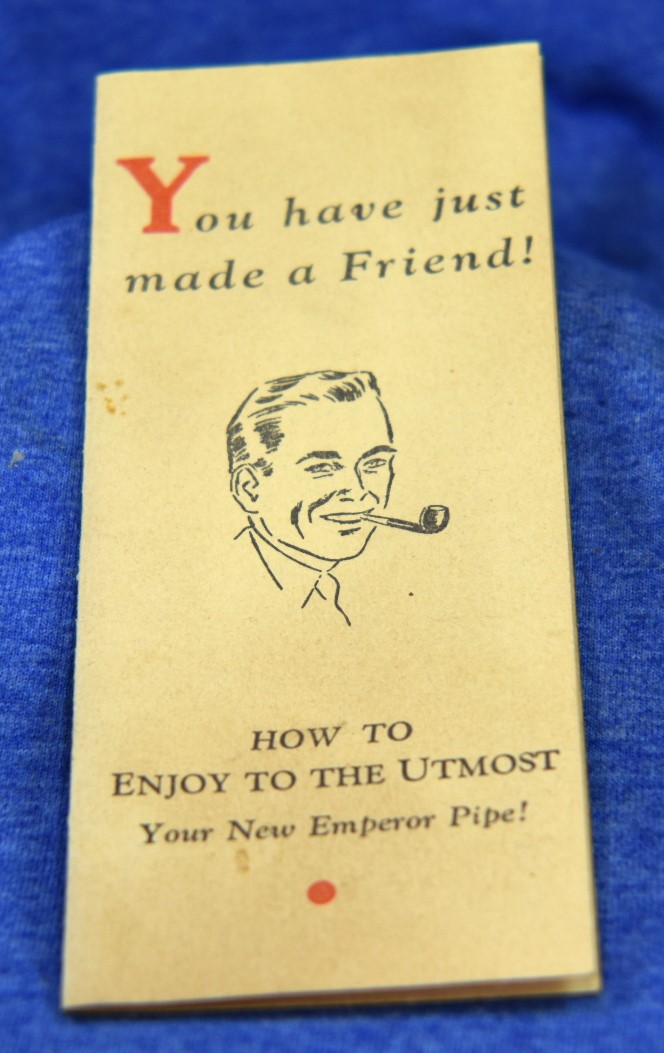 You have just
made a Friend!
HOW TO
ENJOY TO THE UTMOST
Your New Emperor Pipe!